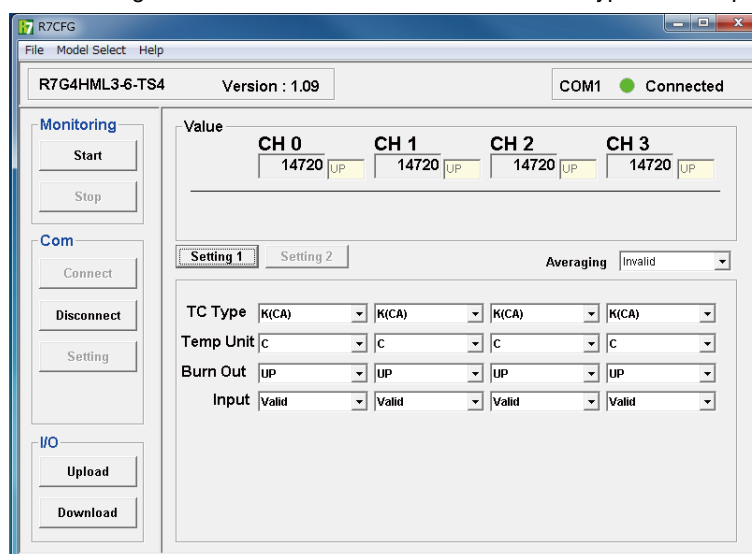 R7CFG
File Model Select Help
R7G4HML3-6-TS4 Version : 1.09 COM1 Connected
Monitoring
Start
Stop
Com
Connect
Disconnect
Setting
I/O
Upload
Download
Value
CH 0 CH 1 CH 2 CH 3
14720 UP 14720 UP 14720 UP 14720 UP
Setting 1 Setting 2 Averaging Invalid
TC Type K(CA) K(CA) K(CA) K(CA)
Temp Unit C C C C
Burn Out UP UP UP UP
Input Valid Valid Valid Valid